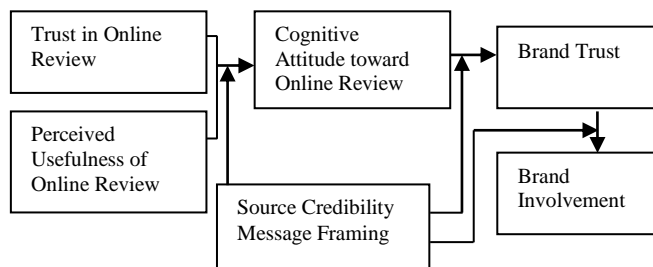 Trust in Online
Review
Cognitive
Attitude toward
Online Review
Brand Trust
Perceived
Usefulness of
Online Review
Source Credibility
Message Framing
Brand
Involvement